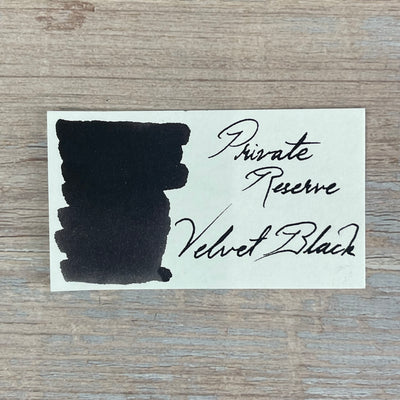 Private
Reserve
Velvet Black